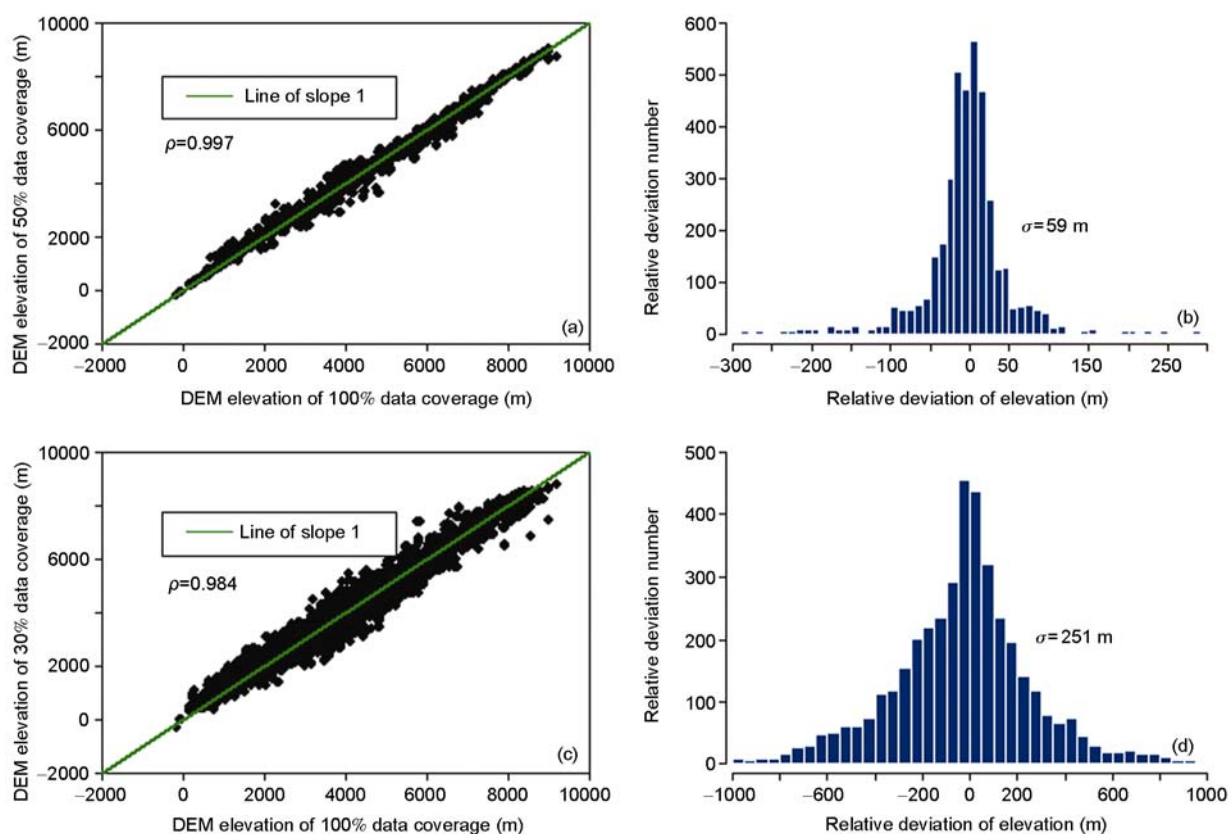 10000
6000
2000
0
−2000
DEM elevation of 50% data coverage (m)
Line of slope 1
ρ=0.997
(a)
−2000 0 2000 4000 6000 8000 10000
DEM elevation of 100% data coverage (m)
600
500
400
300
200
100
0
Relative deviation number
σ=59 m
(b)
−300 −200 −100 0 50 150 250
Relative deviation of elevation (m)
10000
6000
2000
0
−2000
DEM elevation of 30% data coverage (m)
Line of slope 1
ρ=0.984
(c)
−2000 0 2000 4000 6000 8000 10000
DEM elevation of 100% data coverage (m)
500
400
300
200
100
0
Relative deviation number
σ=251 m
(d)
−1000 −600 −200 0 200 600 1000
Relative deviation of elevation (m)